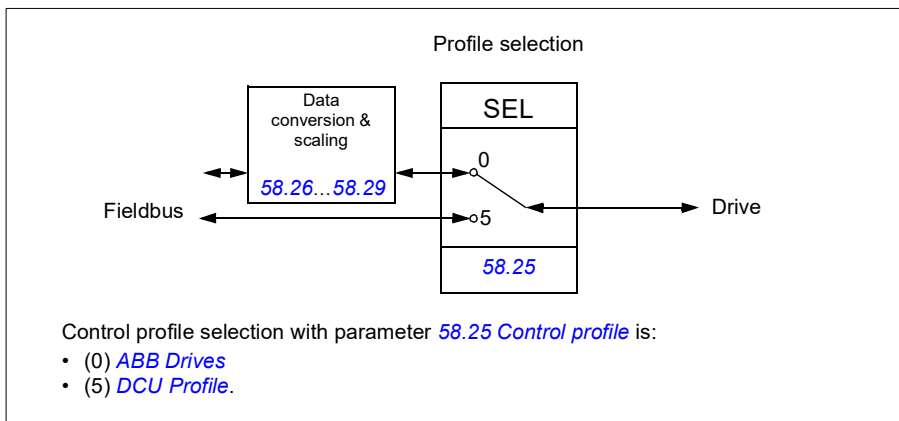 Profile selection
Data
conversion &
scaling
58.26...58.29
SEL
0
5
58.25
Fieldbus
Drive
Control profile selection with parameter 58.25 Control profile is:
• (0) ABB Drives
• (5) DCU Profile.